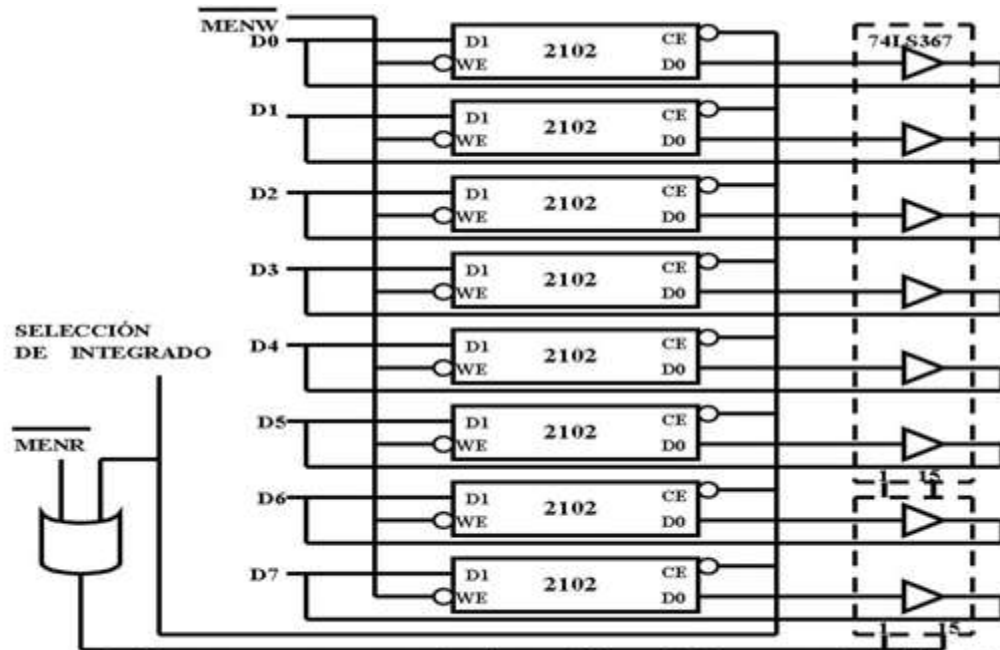 MENW
D0
D1
2102
CE
WE
D0
74LS367
D1
D1
2102
CE
WE
D0
D2
D1
2102
CE
WE
D0
D3
D1
2102
CE
WE
D0
SELECCIÓN
DE INTEGRADO
D4
D1
2102
CE
WE
D0
MENR
D5
D1
2102
CE
WE
D0
1 15
D6
D1
2102
CE
WE
D0
D7
D1
2102
CE
WE
D0
1 15